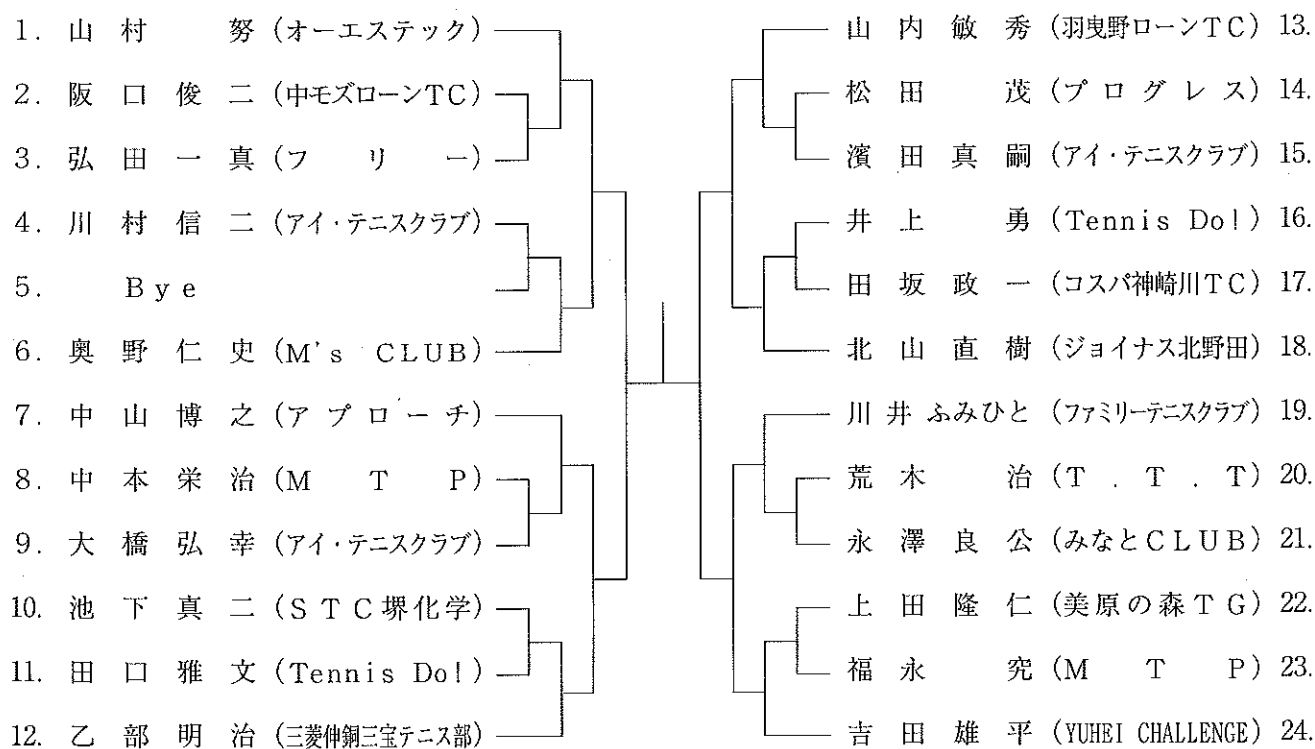 1. 山村 努 (オーエステック)
2. 阪口俊二 (中モズローンTC)
3. 弘田一真 (フリー)
4. 川村信二 (アイ・テニスクラブ)
5. Bye
6. 奥野仁史 (M's CLUB)
7. 中山博之 (アプローチ)
8. 中本栄治 (MTP)
9. 大橋弘幸 (アイ・テニスクラブ)
10. 池下真二 (STC堺化学)
11. 田口雅文 (Tennis Do!)
12. 乙部明治 (三菱伸銅三宝テニス部)
山内敏秀 (羽曳野ローンTC) 13.
松田 茂 (プログレス) 14.
濱田真嗣 (アイ・テニスクラブ) 15.
井上 勇 (Tennis Do!) 16.
田坂政一 (コスパ神崎川TC) 17.
北山直樹 (ジョイナス北野田) 18.
川井ふみひと (ファミリーテニスクラブ) 19.
荒木 治 (T.T.T) 20.
永澤良公 (みなとCLUB) 21.
上田隆仁 (美原の森TG) 22.
福永 究 (MTP) 23.
吉田雄平 (YUHEI CHALLENGE) 24.